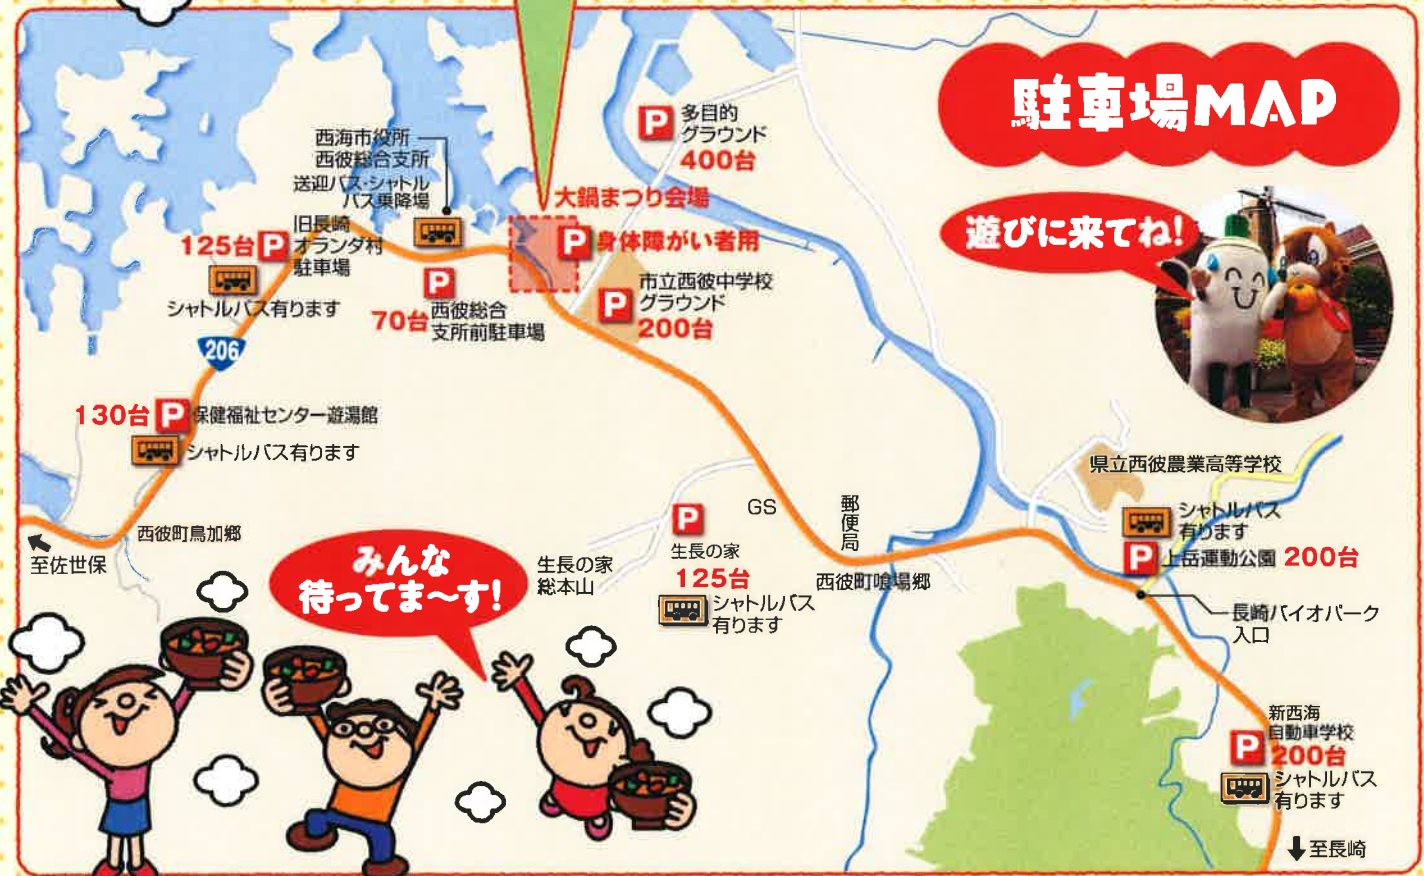 駐車場MAP
遊びに来てね!
多目的
グラウンド
400台
西海市役所
西彼総合支所
送迎バス・シャトル
バス乗降場
大鍋まつり会場
P 身体障がい者用
旧長崎
オランダ村
駐車場
125台 P
シャトルバス有ります
P
70台
西彼総合
支所前駐車場
市立西彼中学校
グラウンド
P
200台
206
130台 P 保健福祉センター遊湯館
シャトルバス有ります
西彼町鳥加郷
至佐世保
みんな
待ってま〜す!
P
生長の家
125台
シャトルバス
有ります
生長の家
総本山
GS
郵便局
西彼町喰場郷
県立西彼農業高等学校
シャトルバス
有ります
P 上岳運動公園 200台
長崎バイオパーク
入口
新西海
自動車学校
P 200台
シャトルバス
有ります
至長崎
P